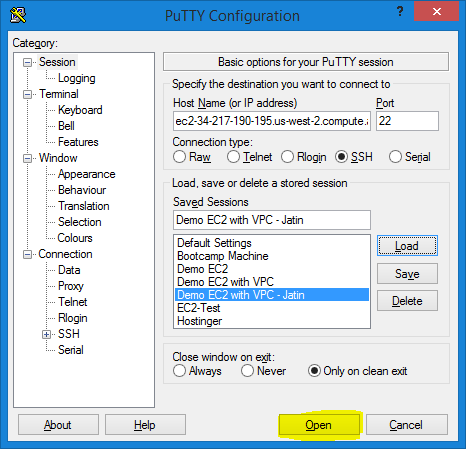 PuTTY Configuration
? ×
Category:
Session
Logging
Terminal
Keyboard
Bell
Features
Window
Appearance
Behaviour
Translation
Selection
Colours
Connection
Data
Proxy
Telnet
Rlogin
SSH
Serial
Basic options for your PuTTY session
Specify the destination you want to connect to
Host Name (or IP address) Port
ec2-34-217-190-195.us-west-2.compute. 22
Connection type:
Raw Telnet Rlogin SSH Serial
Load, save or delete a stored session
Saved Sessions
Demo EC2 with VPC - Jatin
Default Settings
Bootcamp Machine
Demo EC2
Demo EC2 with VPC
Demo EC2 with VPC - Jatin
EC2-Test
Hostinger
Load
Save
Delete
Close window on exit:
Always Never Only on clean exit
About Help Open Cancel